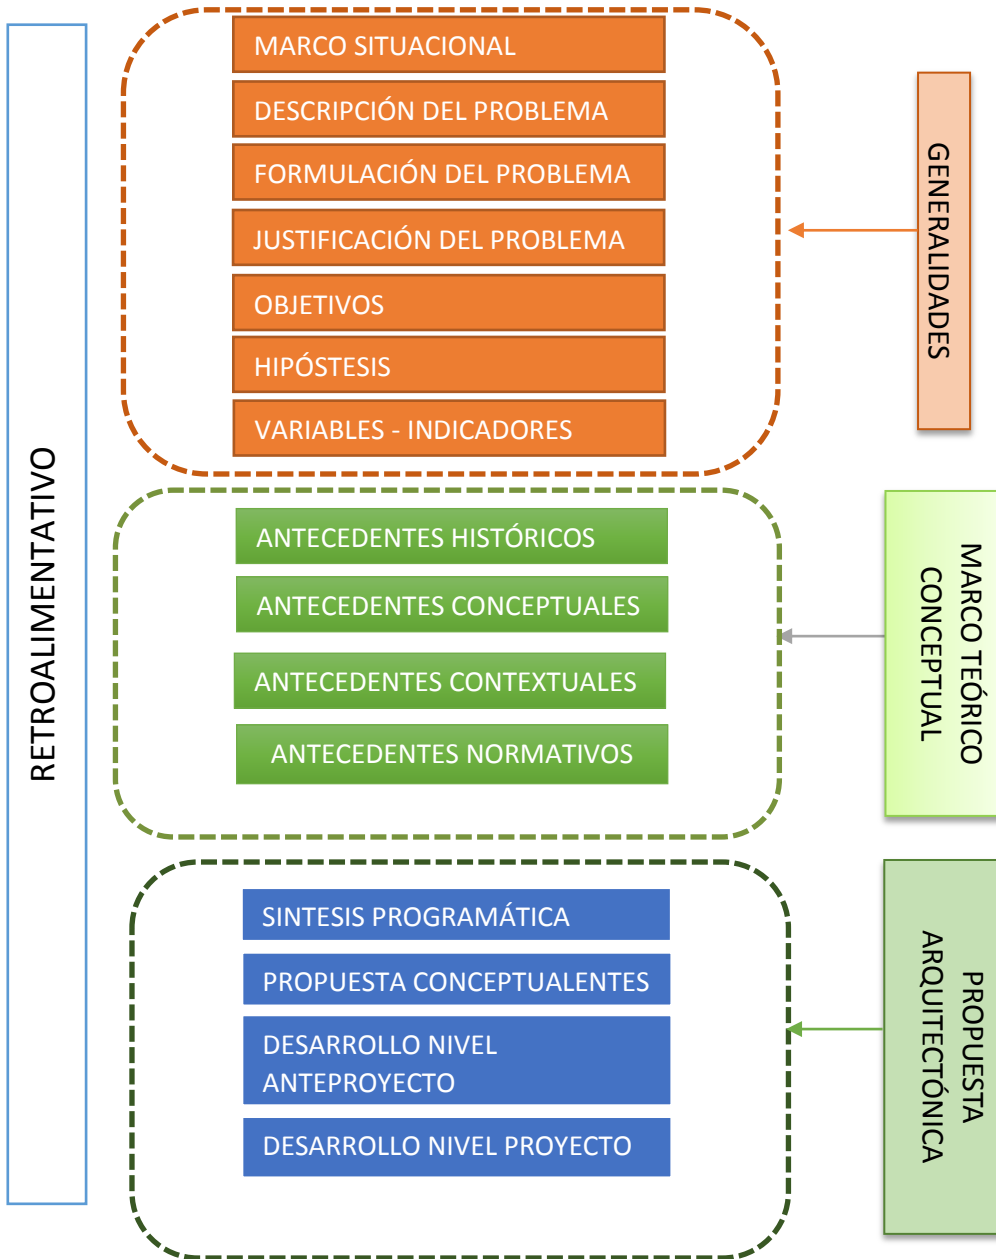 RETROALIMENTATIVO
MARCO SITUACIONAL
DESCRIPCIÓN DEL PROBLEMA
FORMULACIÓN DEL PROBLEMA
JUSTIFICACIÓN DEL PROBLEMA
OBJETIVOS
HIPÓSTESIS
VARIABLES - INDICADORES
GENERALIDADES
ANTECEDENTES HISTÓRICOS
ANTECEDENTES CONCEPTUALES
ANTECEDENTES CONTEXTUALES
ANTECEDENTES NORMATIVOS
MARCO TEÓRICO
CONCEPTUAL
SINTESIS PROGRAMÁTICA
PROPUESTA CONCEPTUALENTES
DESARROLLO NIVEL
ANTEPROYECTO
DESARROLLO NIVEL PROYECTO
PROPUESTA
ARQUITECTÓNICA